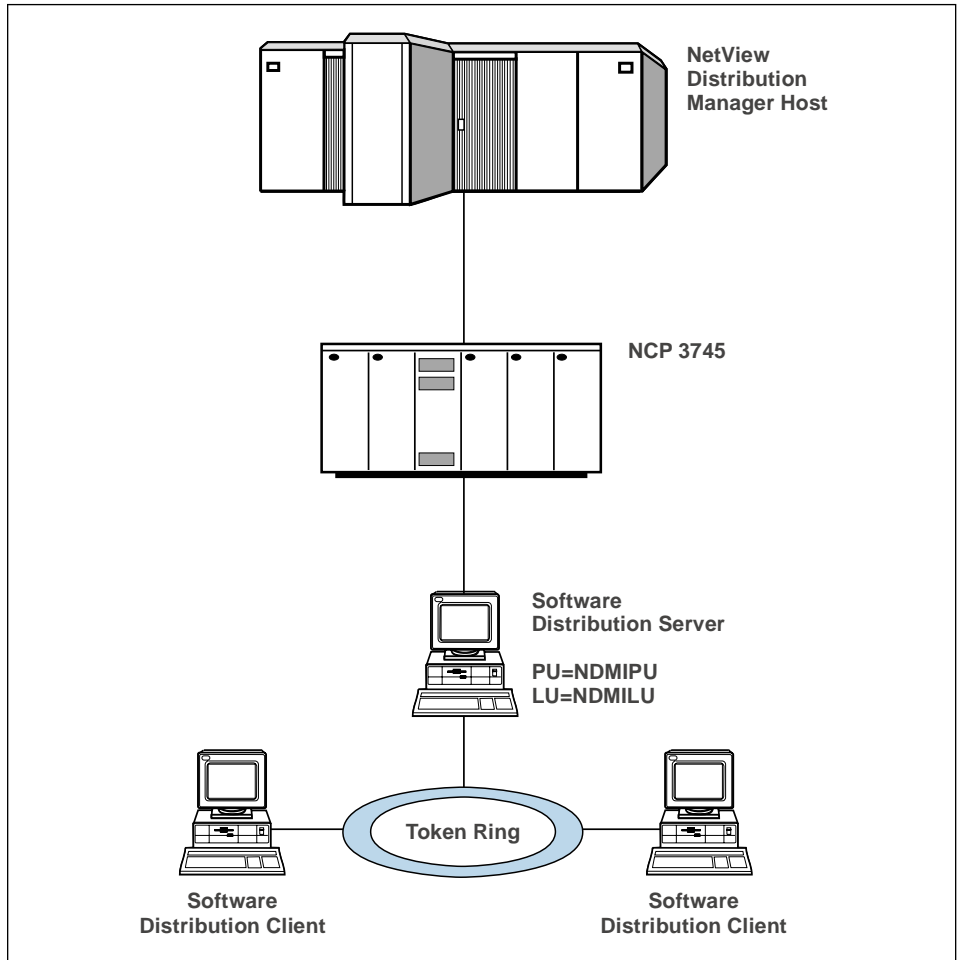 NetView
Distribution
Manager Host
NCP 3745
Software
Distribution Server
PU=NDMIPU
LU=NDMILU
Token Ring
Software
Distribution Client
Software
Distribution Client